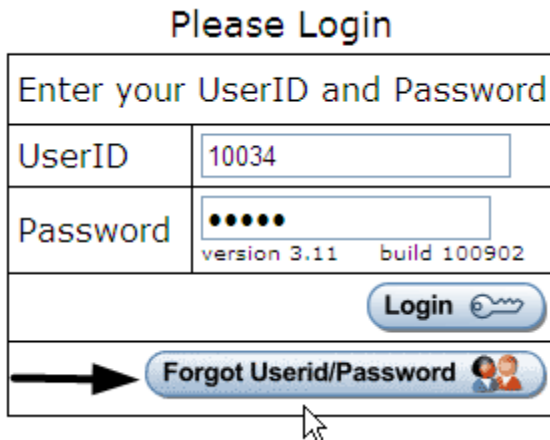 Please Login
Enter your UserID and Password
UserID 10034
Password •••••
version 3.11 build 100902
Login
Forgot Userid/Password